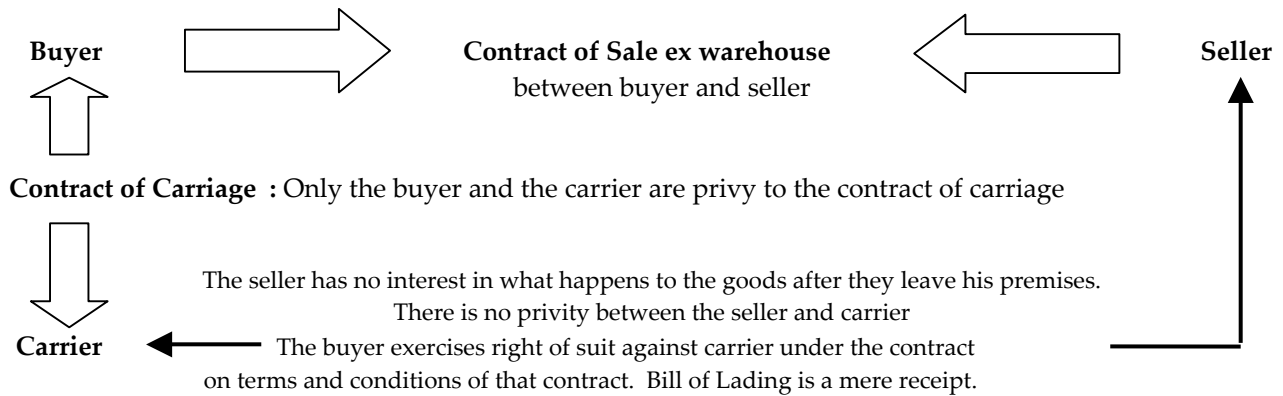 Buyer Contract of Sale ex warehouse Seller
between buyer and seller
Contract of Carriage : Only the buyer and the carrier are privy to the contract of carriage
The seller has no interest in what happens to the goods after they leave his premises.
There is no privity between the seller and carrier
Carrier The buyer exercises right of suit against carrier under the contract
on terms and conditions of that contract. Bill of Lading is a mere receipt.